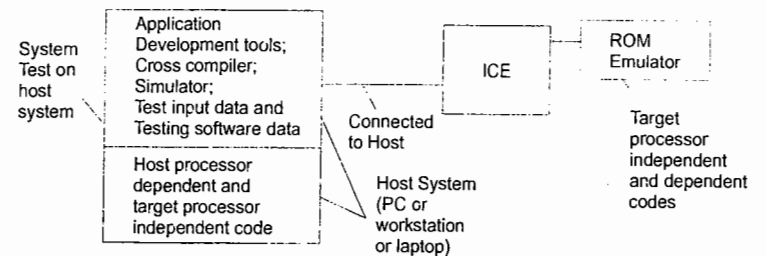 System
Test on
host
system
Application
Development tools;
Cross compiler;
Simulator;
Test input data and
Testing software data
Host processor
dependent and
target processor
independent code
Connected
to Host
Host System
(PC or
workstation
or laptop)
ICE
ROM
Emulator
Target
processor
independent
and dependent
codes